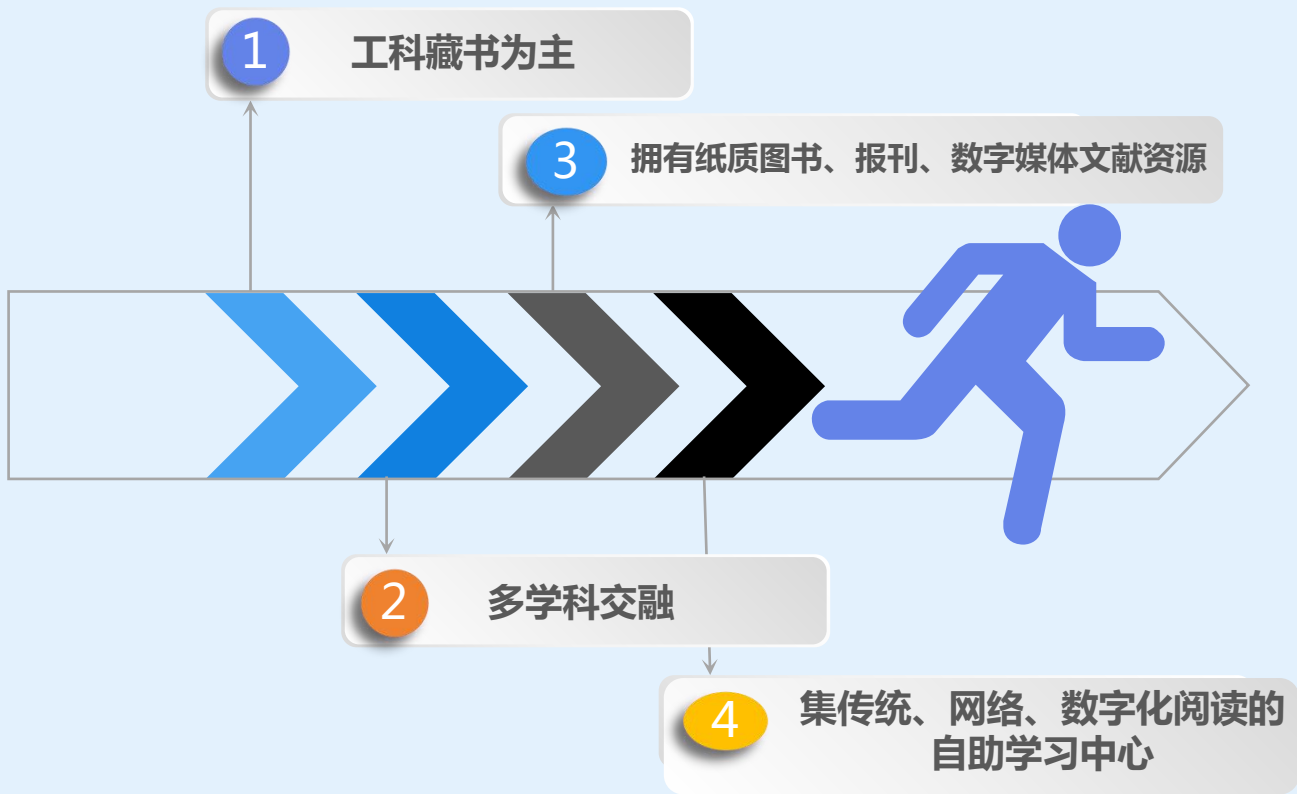 1 工科藏书为主
3 拥有纸质图书、报刊、数字媒体文献资源
2 多学科交融
4 集传统、网络、数字化阅读的
自助学习中心